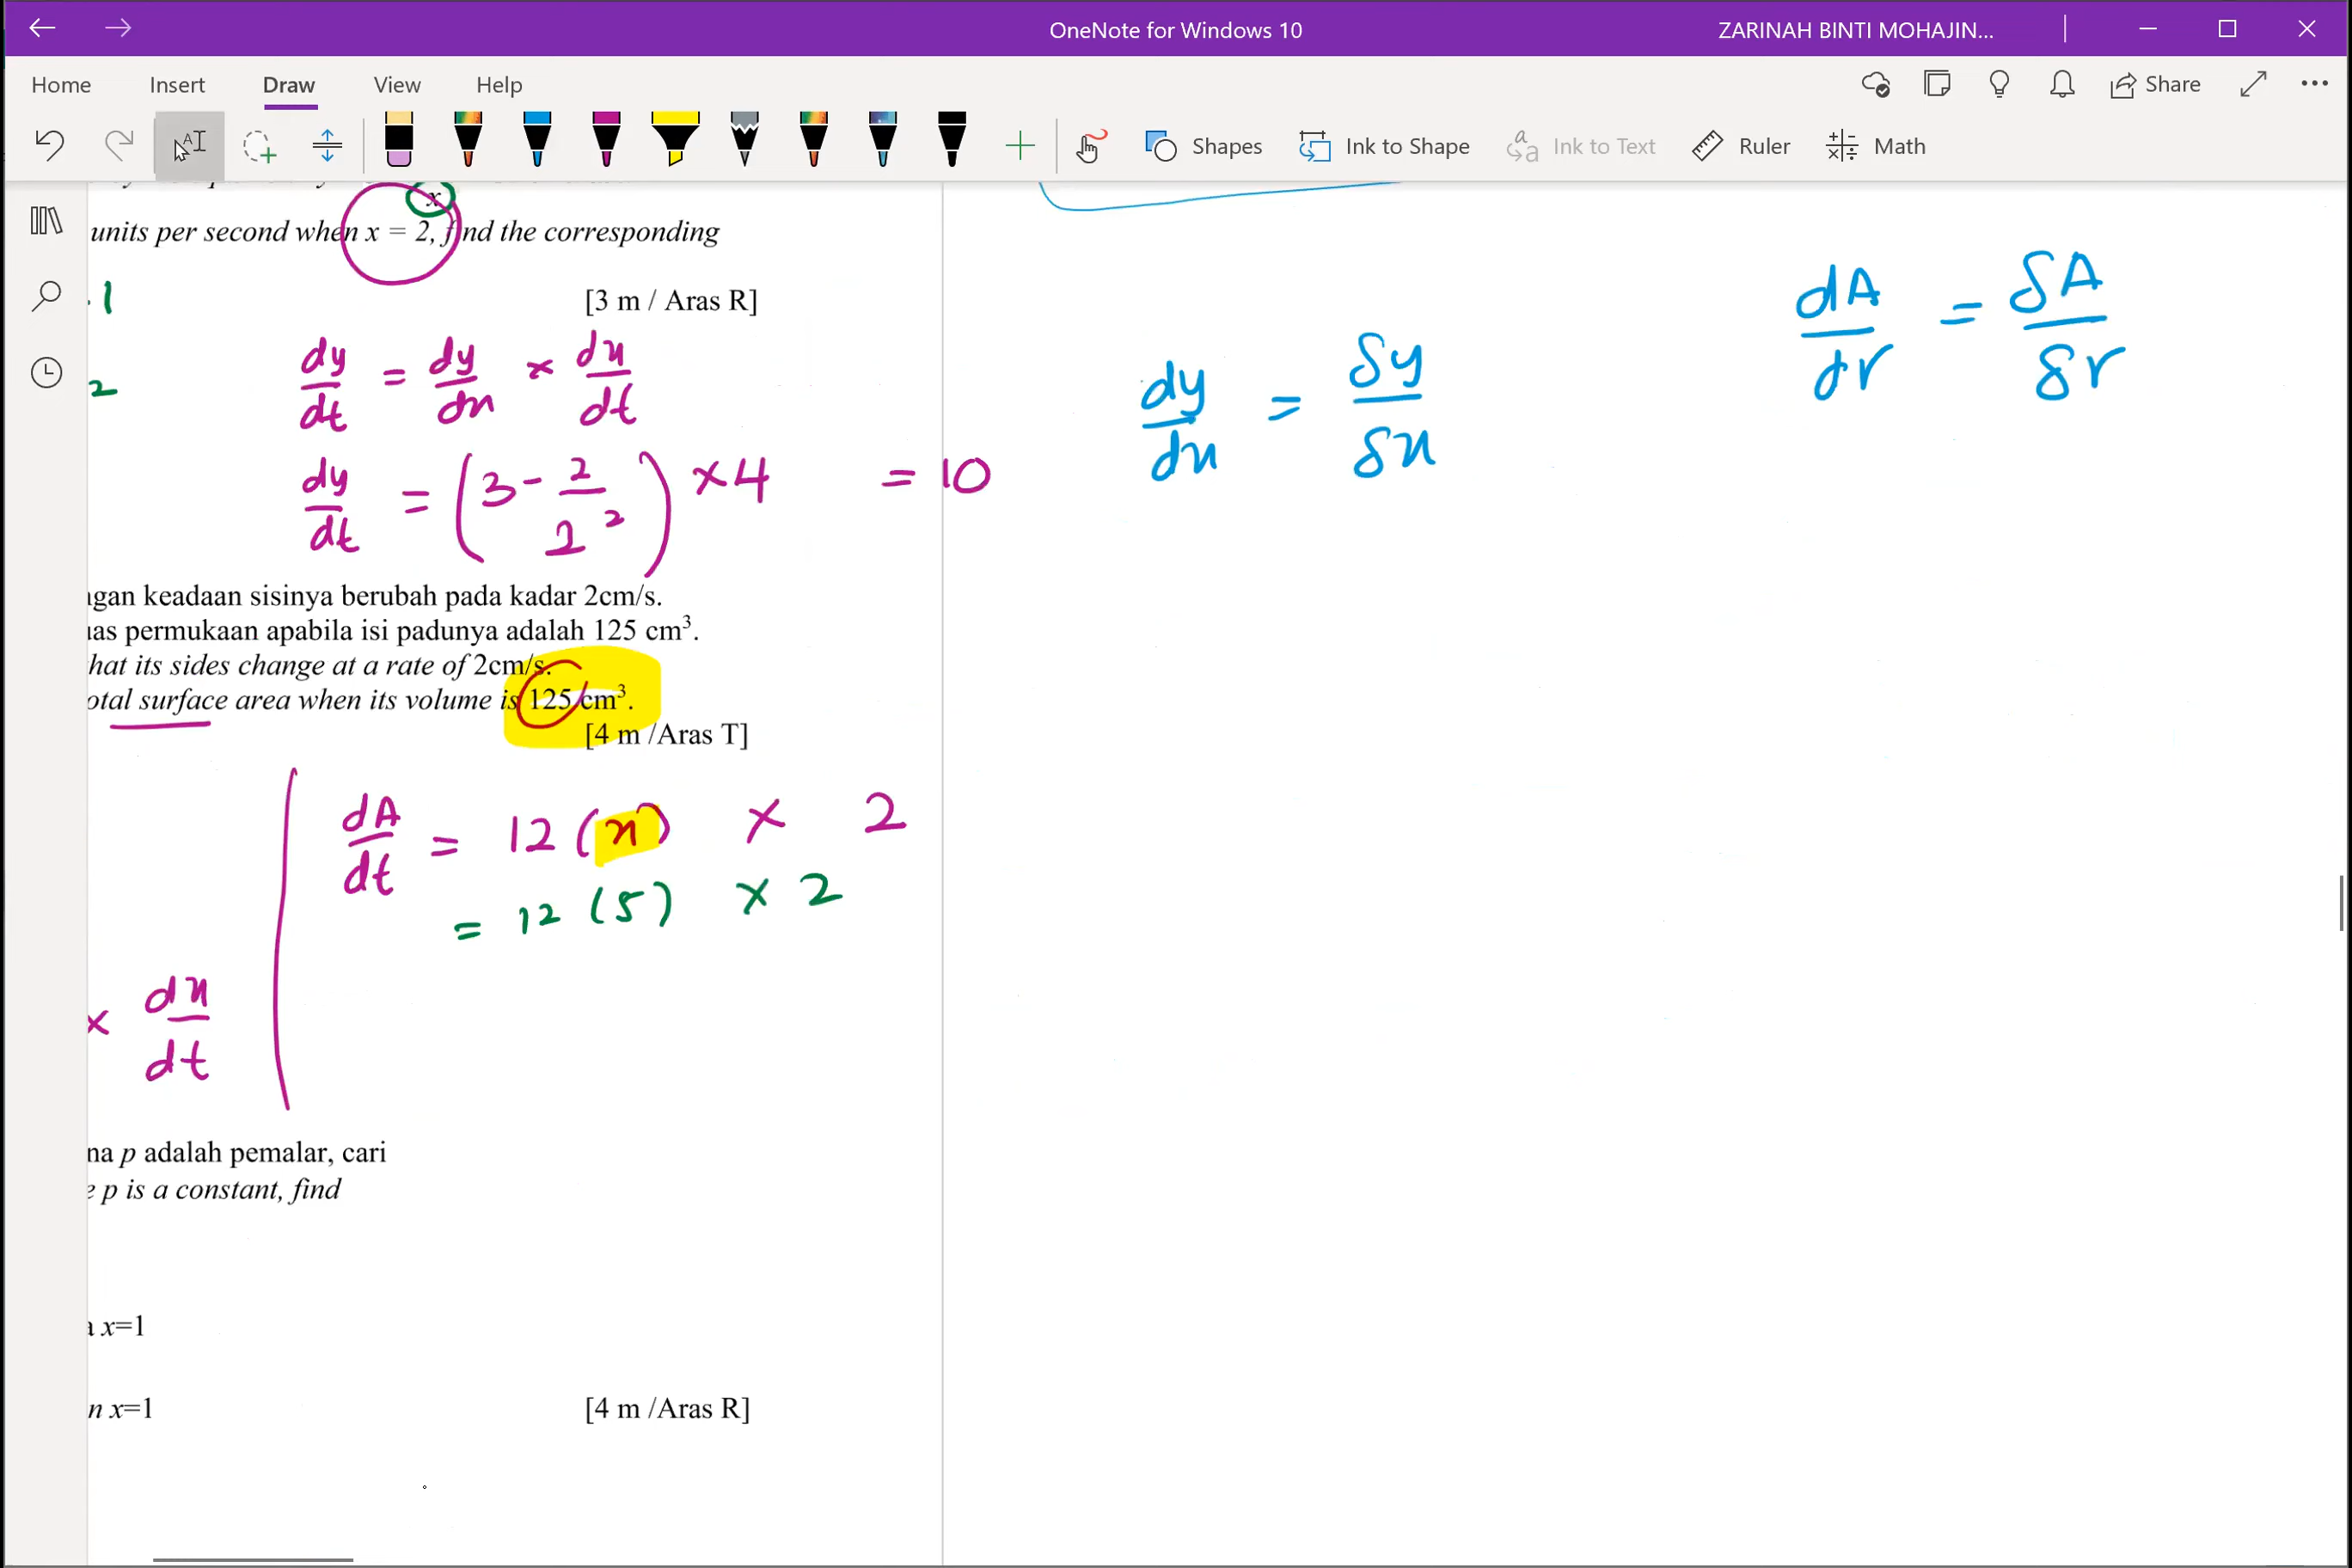 OneNote for Windows 10
ZARINAH BINTI MOHAJIN...
Home Insert Draw View Help
Share
Shapes Ink to Shape Ink to Text Ruler Math
x
units per second when x = 2, find the corresponding
.1
[3 m / Aras R]
2
dy/dt = dy/dx × dx/dt
dy/dt = (3 - 2/2²) × 4 = 10
dy/dx = δy/δx
dA/dr = δA/δr
keadaan sisinya berubah pada kadar 2cm/s.
permukaan apabila isi padunya adalah 125 cm³.
its sides change at a rate of 2cm/s.
surface area when its volume is 125 cm³.
[4 m /Aras T]
dA/dt = 12 (x) × 2
= 12 (5) × 2
× dx/dt
p adalah pemalar, cari
p is a constant, find
x=1
x=1
[4 m /Aras R]